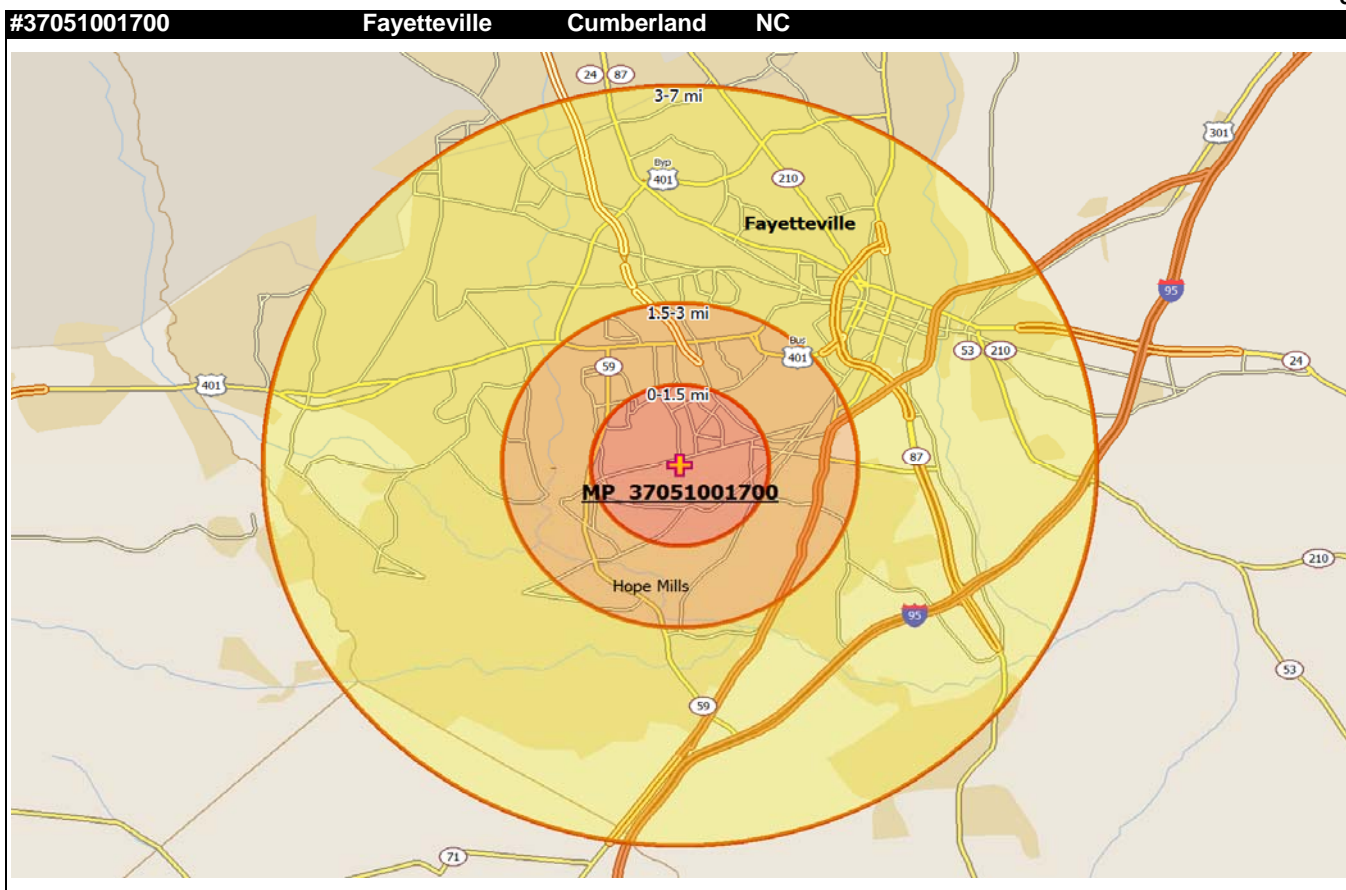 #37051001700 Fayetteville Cumberland NC
24 87
3-7 mi
301
Byp
401
210
Fayetteville
95
1.5-3 mi
Bus
401
53 210
24
59
401
0-1.5 mi
87
MP 37051001700
210
Hope Mills
95
53
59
71